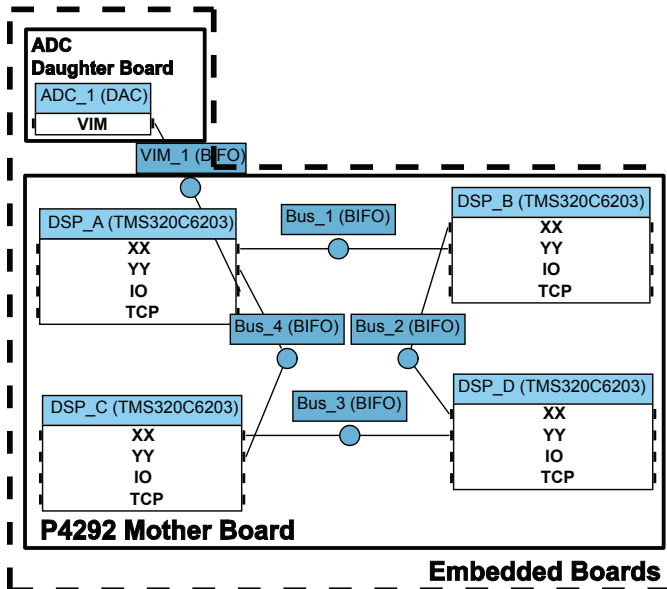 ADC
Daughter Board
ADC_1 (DAC)
VIM
VIM_1 (BIFO)
DSP_A (TMS320C6203)
XX
YY
IO
TCP
Bus_1 (BIFO)
DSP_B (TMS320C6203)
XX
YY
IO
TCP
Bus_4 (BIFO)
Bus_2 (BIFO)
DSP_C (TMS320C6203)
XX
YY
IO
TCP
Bus_3 (BIFO)
DSP_D (TMS320C6203)
XX
YY
IO
TCP
P4292 Mother Board
Embedded Boards